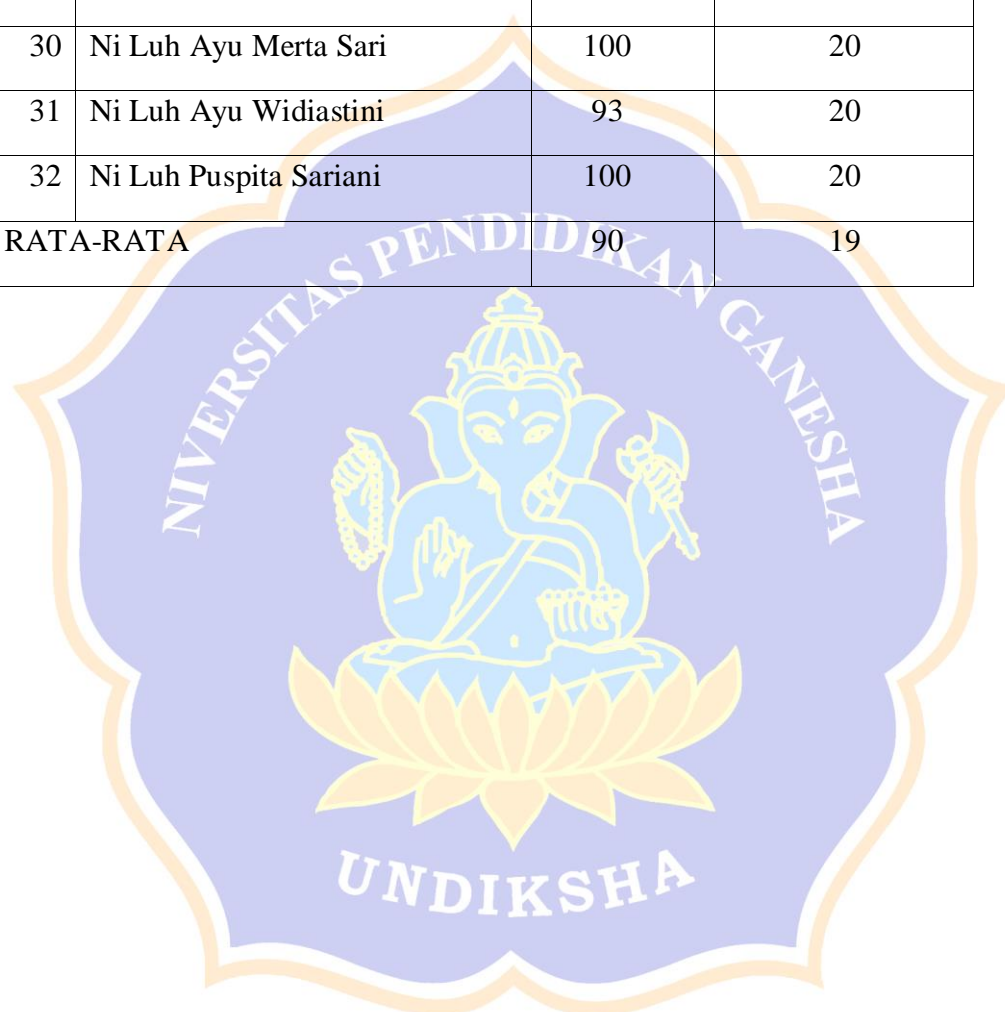 30 Ni Luh Ayu Merta Sari 100 20
31 Ni Luh Ayu Widiastini 93 20
32 Ni Luh Puspita Sariani 100 20
RATA-RATA 90 19
NIVERSITAS PENDIDIKAN GANESHA
UNDIKSHA